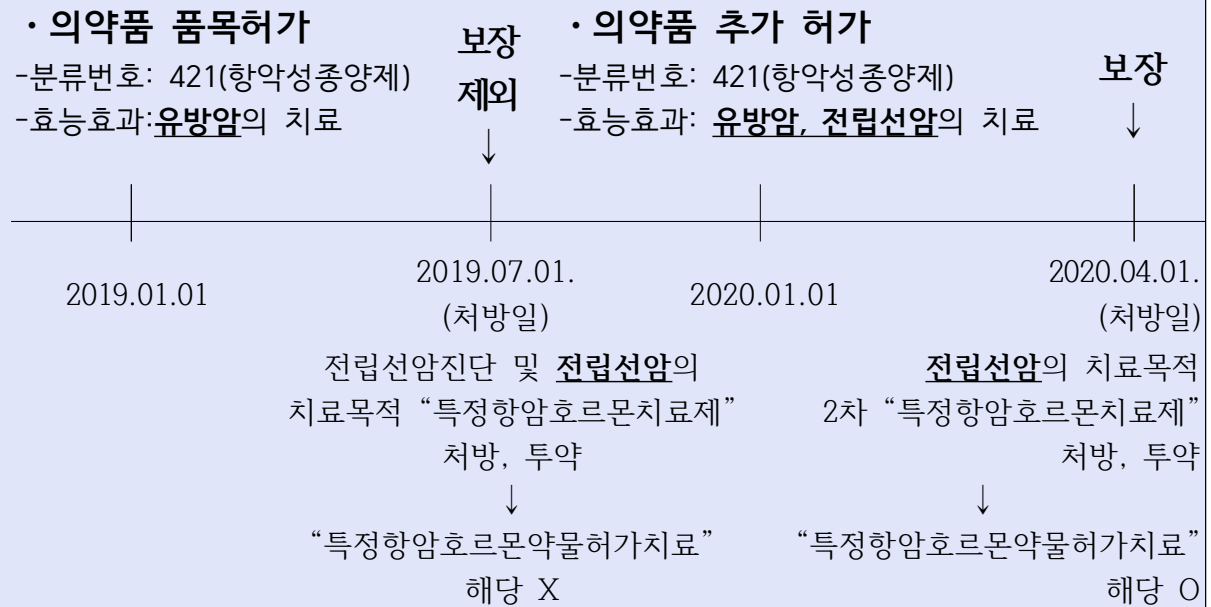 ・의약품 품목허가
-분류번호: 421(항악성종양제)
-효능효과:유방암의 치료
보장
제외
↓
・의약품 추가 허가
-분류번호: 421(항악성종양제)
-효능효과: 유방암, 전립선암의 치료
보장
↓
2019.01.01
2019.07.01.
(처방일)
2020.01.01
2020.04.01.
(처방일)
전립선암진단 및 전립선암의
치료목적 “특정항암호르몬치료제”
처방, 투약
↓
“특정항암호르몬약물허가치료”
해당 X
전립선암의 치료목적
2차 “특정항암호르몬치료제”
처방, 투약
↓
“특정항암호르몬약물허가치료”
해당 O